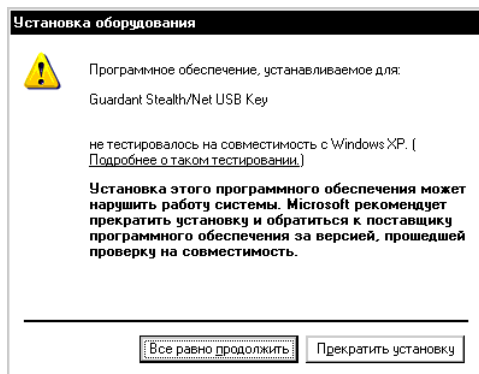 Установка оборудования
Программное обеспечение, устанавливаемое для:
Guardant Stealth/Net USB Key
не тестировалось на совместимость с Windows XP. (
Подробнее о таком тестировании.)
Установка этого программного обеспечения может
нарушить работу системы. Microsoft рекомендует
прекратить установку и обратиться к поставщику
программного обеспечения за версией, прошедшей
проверку на совместимость.
Все равно продолжить
Прекратить установку